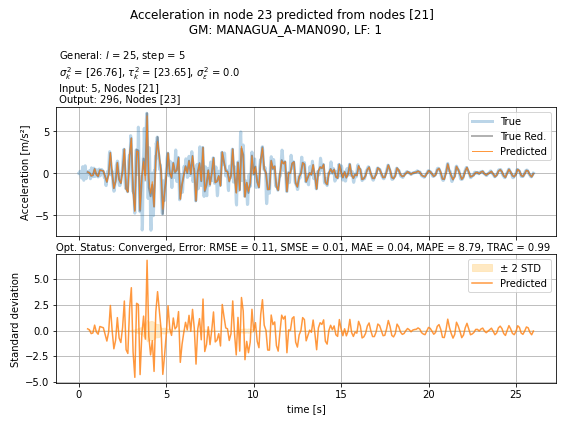 Acceleration in node 23 predicted from nodes [21]
GM: MANAGUA_A-MAN090, LF: 1
General: l = 25, step = 5
σ²ₖ = [26.76], τ²ₖ = [23.65], σ²ε = 0.0
Input: 5, Nodes [21]
Output: 296, Nodes [23]
Acceleration [m/s²]
5
0
−5
True
True Red.
Predicted
Opt. Status: Converged, Error: RMSE = 0.11, SMSE = 0.01, MAE = 0.04, MAPE = 8.79, TRAC = 0.99
Standard deviation
5.0
2.5
0.0
−2.5
−5.0
± 2 STD
Predicted
0 5 10 15 20 25
time [s]